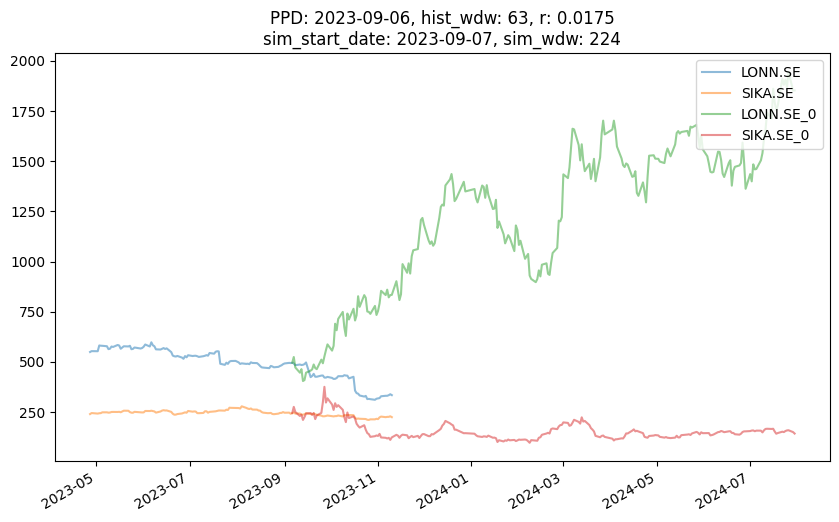 PPD: 2023-09-06, hist_wdw: 63, r: 0.0175
sim_start_date: 2023-09-07, sim_wdw: 224
2000
1750
1500
1250
1000
750
500
250
LONN.SE
SIKA.SE
LONN.SE_0
SIKA.SE_0
2023-05
2023-07
2023-09
2023-11
2024-01
2024-03
2024-05
2024-07